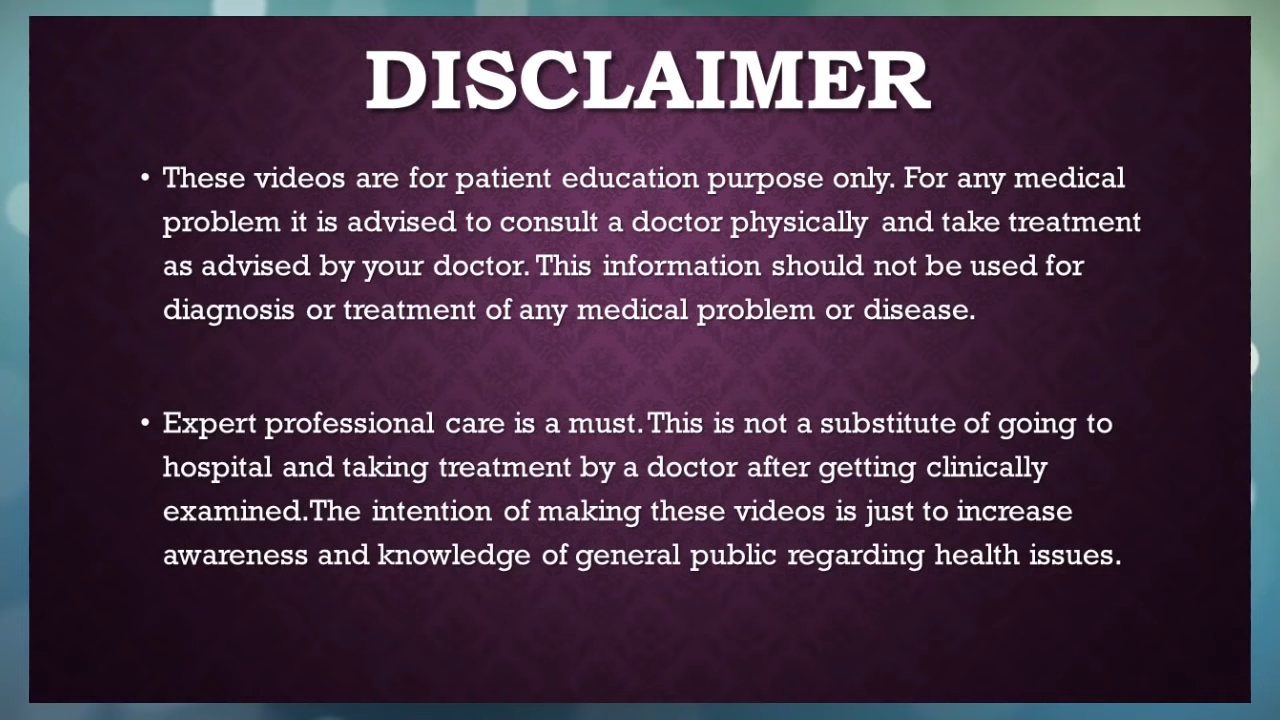 DISCLAIMER
• These videos are for patient education purpose only. For any medical
problem it is advised to consult a doctor physically and take treatment
as advised by your doctor. This information should not be used for
diagnosis or treatment of any medical problem or disease.
• Expert professional care is a must. This is not a substitute of going to
hospital and taking treatment by a doctor after getting clinically
examined.The intention of making these videos is just to increase
awareness and knowledge of general public regarding health issues.